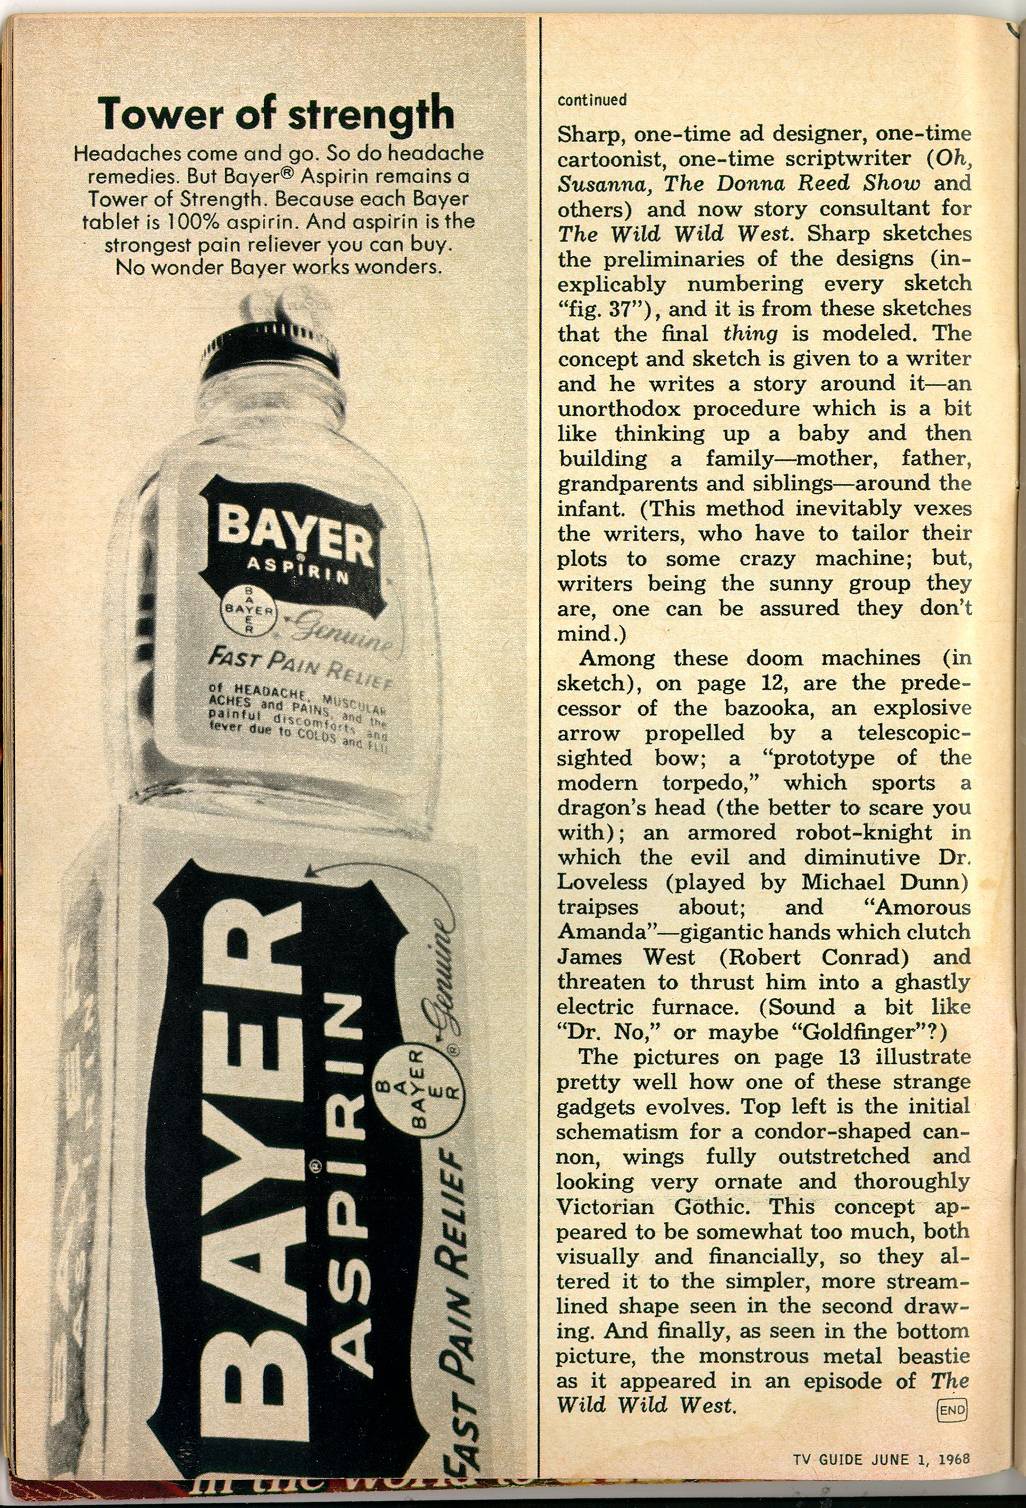 Tower of strength
Headaches come and go. So do headache
remedies. But Bayer® Aspirin remains a
Tower of Strength. Because each Bayer
tablet is 100% aspirin. And aspirin is the
strongest pain reliever you can buy.
No wonder Bayer works wonders.
BAYER
®
ASPIRIN
BAYER
BAYER
Genuine
FAST PAIN RELIEF
of HEADACHE, MUSCULAR
ACHES and PAINS, and the
painful discomforts and
fever due to COLDS and FLU
BAYER
®
ASPIRIN
BAYER
BAYER
® Genuine
FAST PAIN RELIEF
continued
Sharp, one-time ad designer, one-time
cartoonist, one-time scriptwriter (Oh,
Susanna, The Donna Reed Show and
others) and now story consultant for
The Wild Wild West. Sharp sketches
the preliminaries of the designs (in-
explicably numbering every sketch
“fig. 37”), and it is from these sketches
that the final thing is modeled. The
concept and sketch is given to a writer
and he writes a story around it—an
unorthodox procedure which is a bit
like thinking up a baby and then
building a family—mother, father,
grandparents and siblings—around the
infant. (This method inevitably vexes
the writers, who have to tailor their
plots to some crazy machine; but,
writers being the sunny group they
are, one can be assured they don’t
mind.)
Among these doom machines (in
sketch), on page 12, are the prede-
cessor of the bazooka, an explosive
arrow propelled by a telescopic-
sighted bow; a “prototype of the
modern torpedo,” which sports a
dragon’s head (the better to scare you
with); an armored robot-knight in
which the evil and diminutive Dr.
Loveless (played by Michael Dunn)
traipses about; and “Amorous
Amanda”—gigantic hands which clutch
James West (Robert Conrad) and
threaten to thrust him into a ghastly
electric furnace. (Sound a bit like
“Dr. No,” or maybe “Goldfinger”?)
The pictures on page 13 illustrate
pretty well how one of these strange
gadgets evolves. Top left is the initial
schematism for a condor-shaped can-
non, wings fully outstretched and
looking very ornate and thoroughly
Victorian Gothic. This concept ap-
peared to be somewhat too much, both
visually and financially, so they al-
tered it to the simpler, more stream-
lined shape seen in the second draw-
ing. And finally, as seen in the bottom
picture, the monstrous metal beastie
as it appeared in an episode of The
Wild Wild West.
END
TV GUIDE JUNE 1, 1968
in the world to